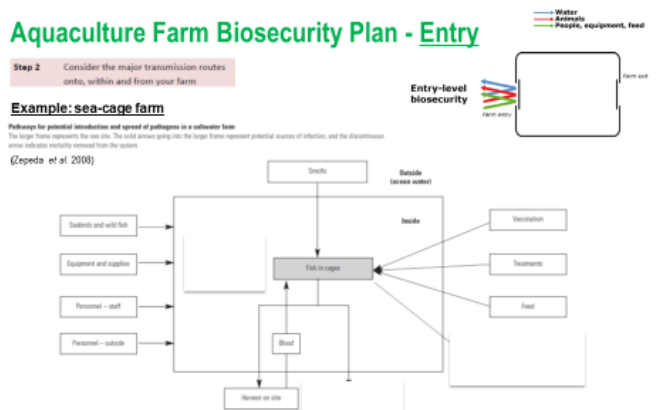 Aquaculture Farm Biosecurity Plan - Entry
Water
Animals
People, equipment, feed
Step 2 Consider the major transmission routes
onto, within and from your farm
Entry-level
biosecurity
Farm entry
Farm exit
Example: sea-cage farm
Pathways for potential introduction and spread of pathogens in a saltwater farm
The larger frame represents the sea site. The solid arrows going into the larger frame represent potential sources of infection, and the discontinuous
arrow indicates mortality removed from the system
(Zepeda et al. 2008)
Smolts
Outside
(ocean water)
Inside
Seabirds and wild fish
Equipment and supplies
Personnel – staff
Personnel – outside
Fish in cages
Vaccination
Treatments
Feed
Blood
Harvest on site